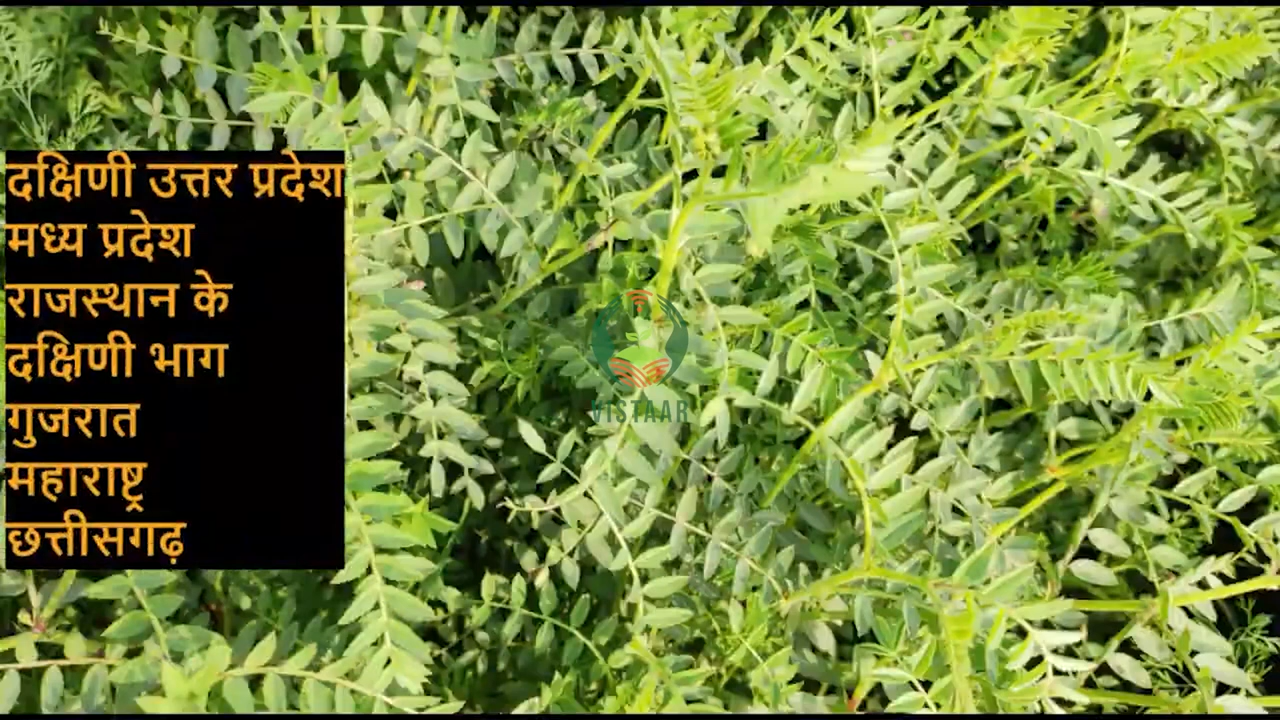 दक्षिणी उत्तर प्रदेश
मध्य प्रदेश
राजस्थान के
दक्षिणी भाग
गुजरात
महाराष्ट्र
छत्तीसगढ़
VISTAAR